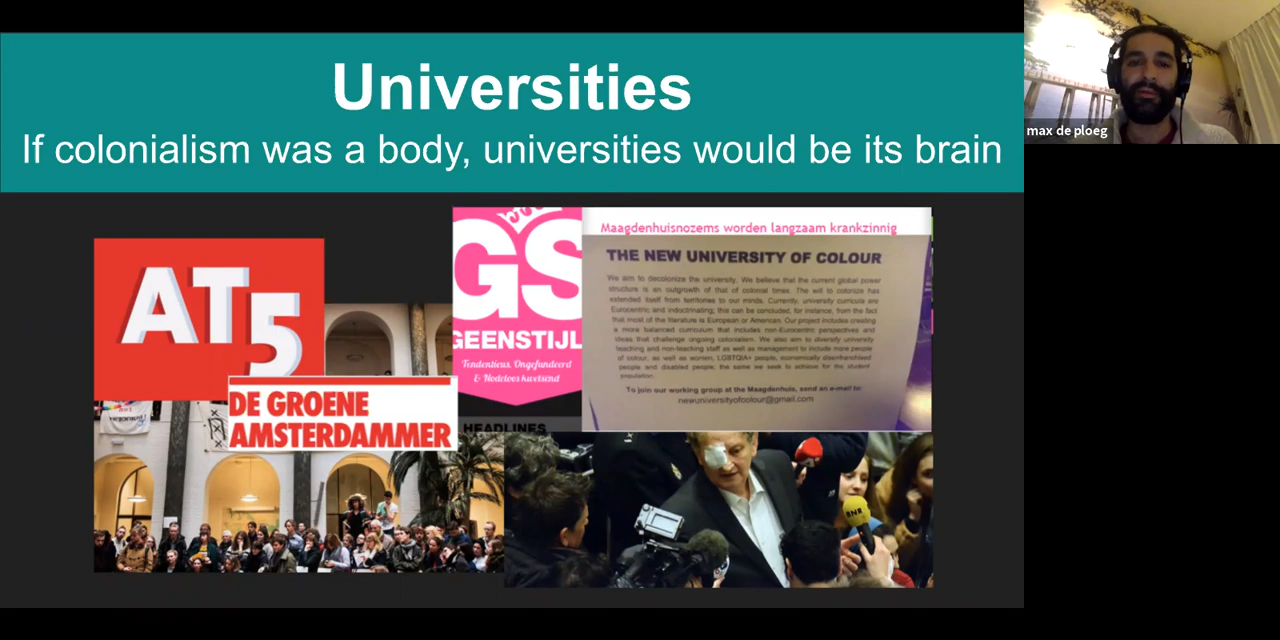 Universities
If colonialism was a body, universities would be its brain
max de ploeg
AT5
DE GROENE
AMSTERDAMMER
GS
GEENSTIJL
Tendentieus, Ongefundeerd
& Nodeloos kwetsend
HEADLINES
Maagdenhuisnozems worden langzaam krankzinnig
THE NEW UNIVERSITY OF COLOUR
We aim to decolonize the university. We believe that the current global power
structure is an outgrowth of that of colonial times. The will to colonize has
extended itself from territories to our minds. Currently, university curricula are
Eurocentric and indoctrinating; this can be concluded, for instance, from the fact
that most of the literature is European or American. Our project includes creating
a more balanced curriculum that includes non-Eurocentric perspectives and
ideas that challenge ongoing colonialism. We also aim to diversify university
teaching and non-teaching staff as well as management to include more people
of colour, as well as women, LGBTQIA+ people, economically disenfranchised
people and disabled people; the same we seek to achieve for the student
population.
To join our working group at the Maagdenhuis, send an e-mail to:
newuniversityofcolour@gmail.com
BNR